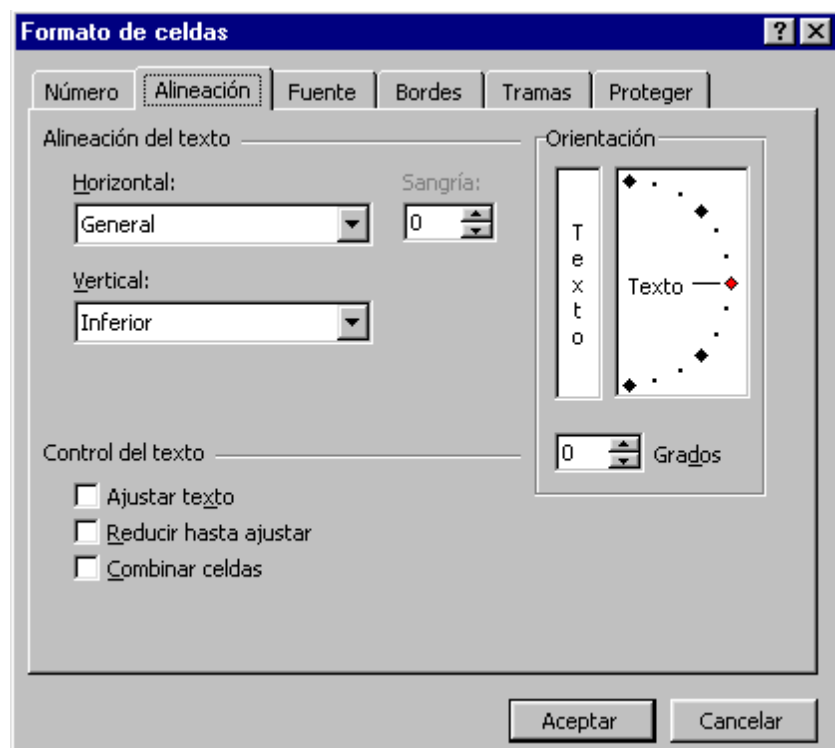 Formato de celdas
Número Alineación Fuente Bordes Tramas Proteger
Alineación del texto
Horizontal:
General
Sangría:
0
Vertical:
Inferior
Orientación
Texto
Texto
0 Grados
Control del texto
Ajustar texto
Reducir hasta ajustar
Combinar celdas
Aceptar Cancelar